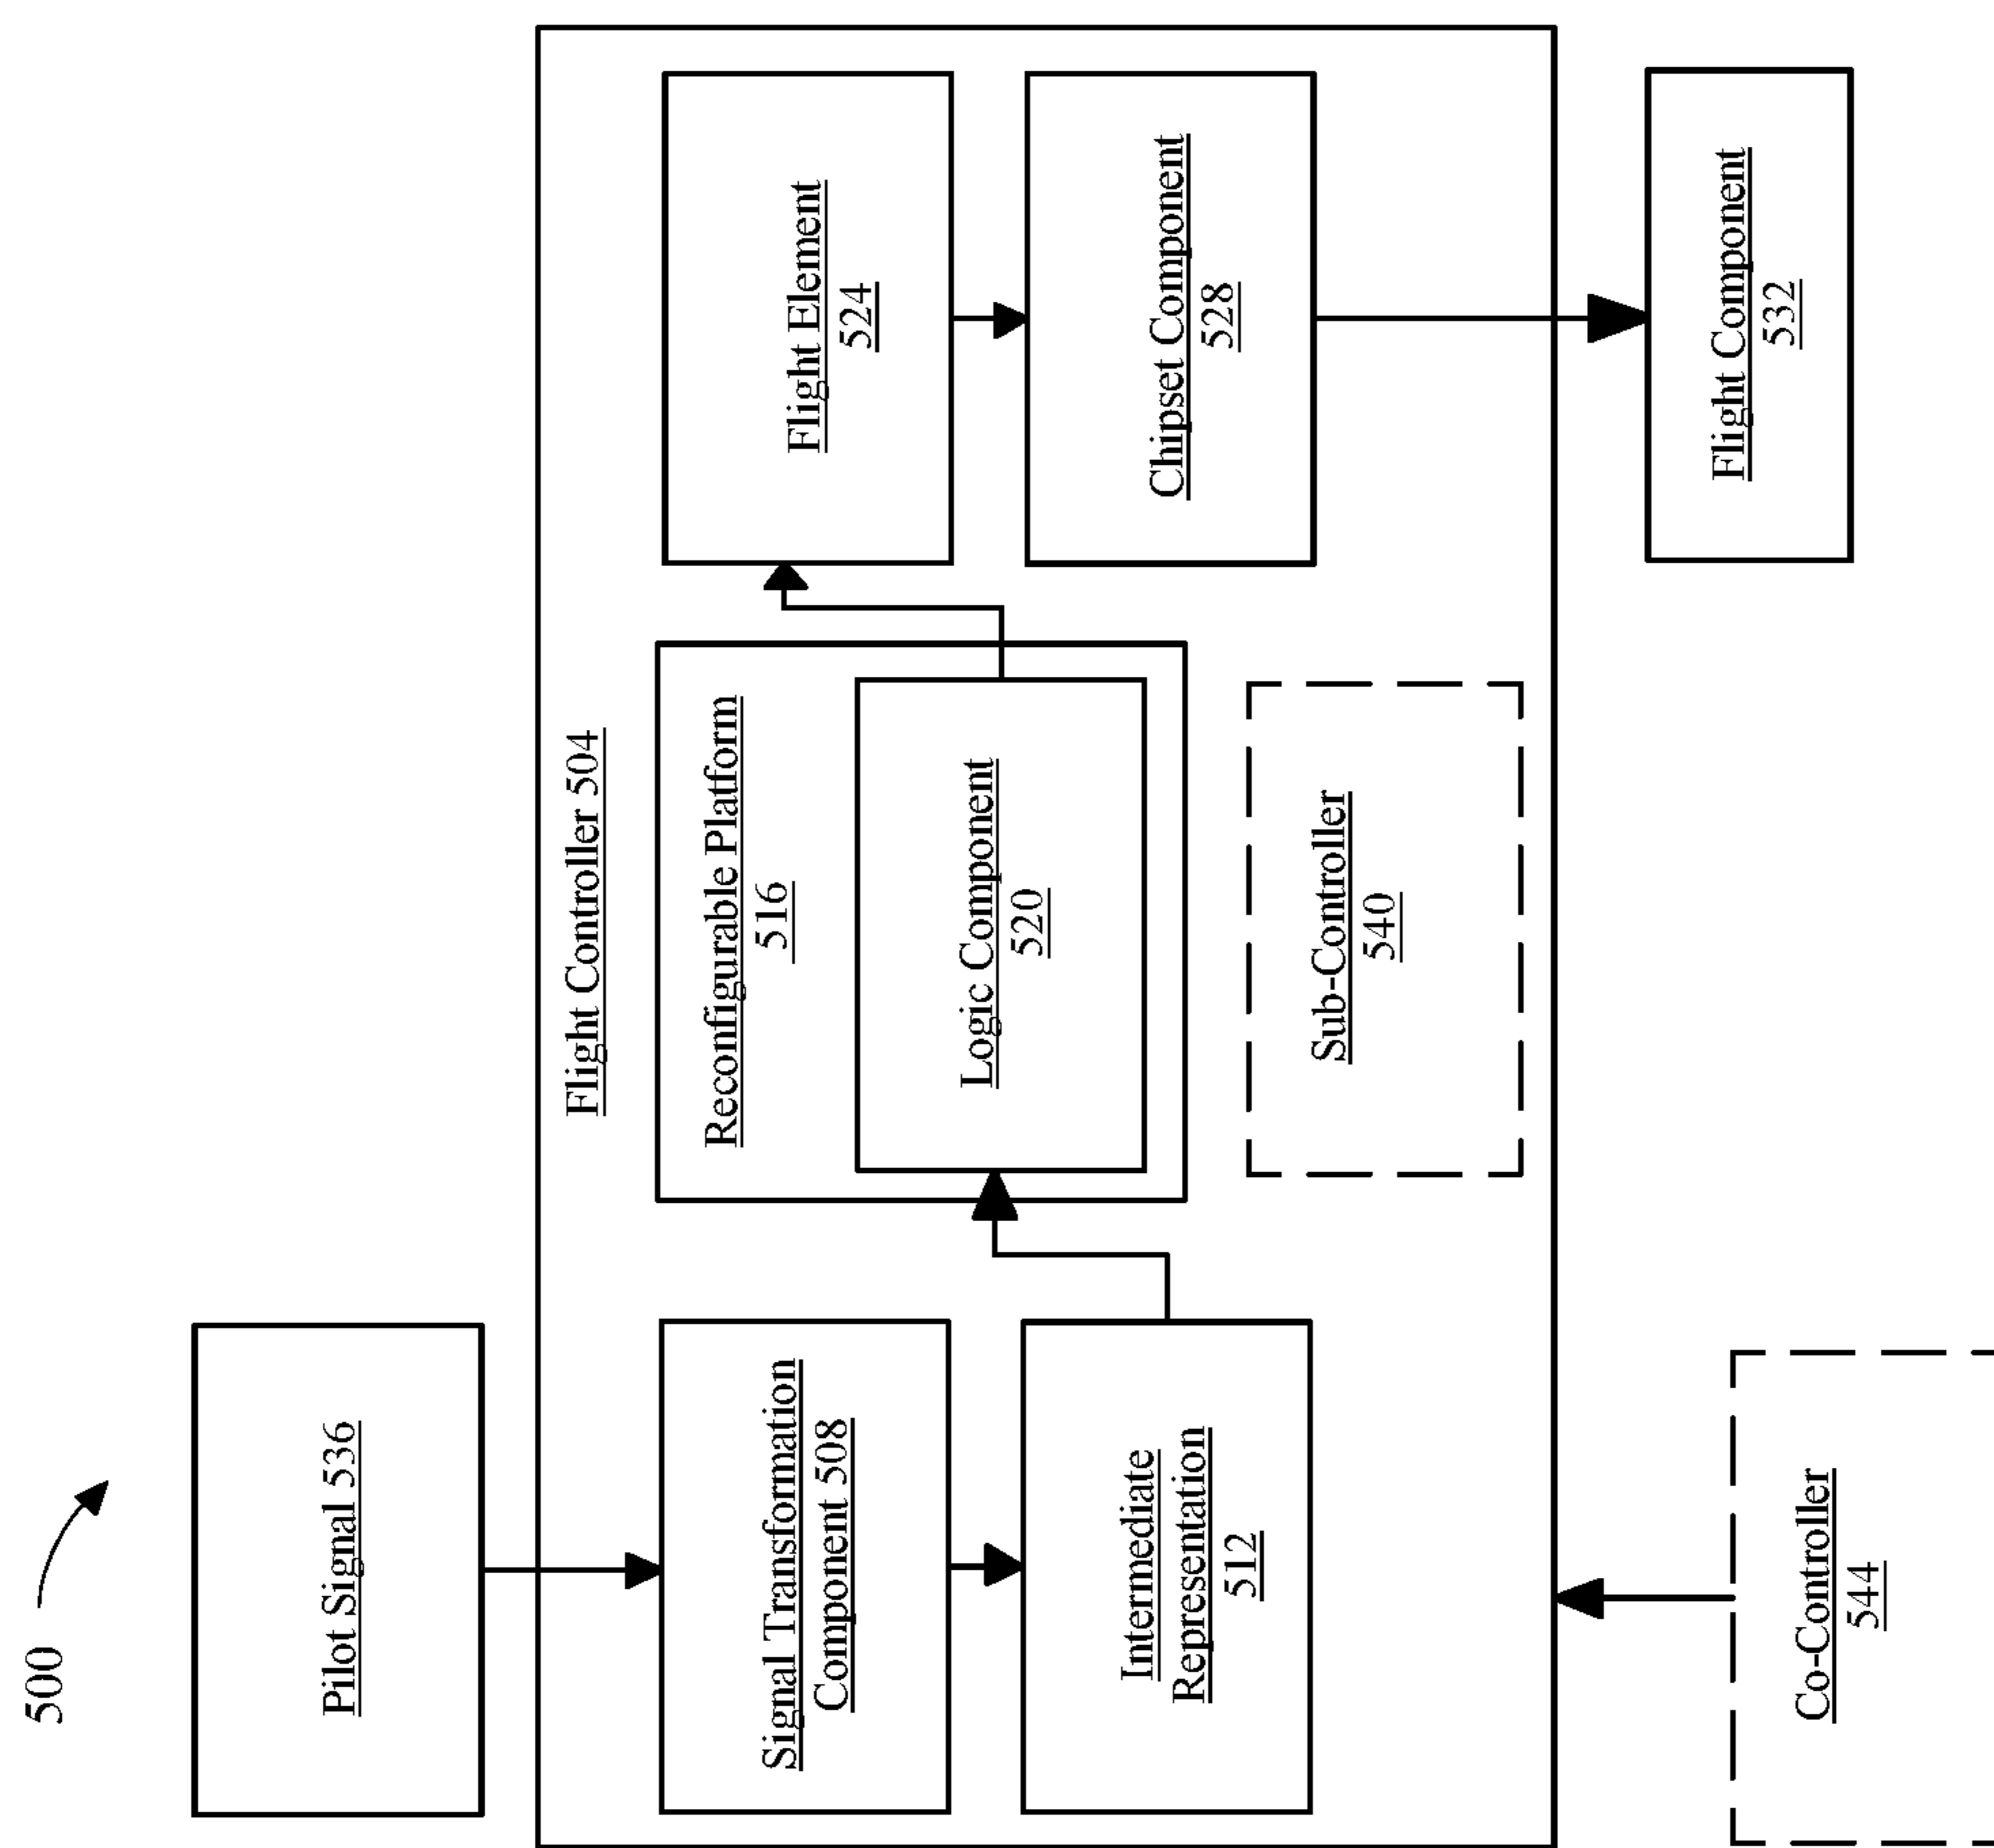 500
Pilot Signal 536
Flight Controller 504
Signal Transformation
Component 508
Intermediate
Representation
512
Reconfigurable Platform
516
Logic Component
520
Sub-Controller
540
Flight Element
524
Chipset Component
528
Co-Controller
544
Flight Component
532